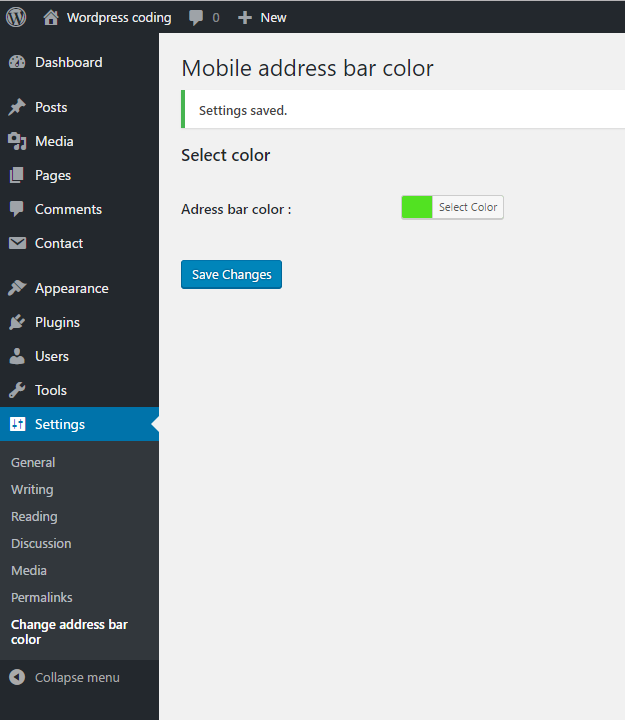 Wordpress coding 0 New
Dashboard
Posts
Media
Pages
Comments
Contact
Appearance
Plugins
Users
Tools
Settings
General
Writing
Reading
Discussion
Media
Permalinks
Change address bar
color
Collapse menu
Mobile address bar color
Settings saved.
Select color
Adress bar color : Select Color
Save Changes